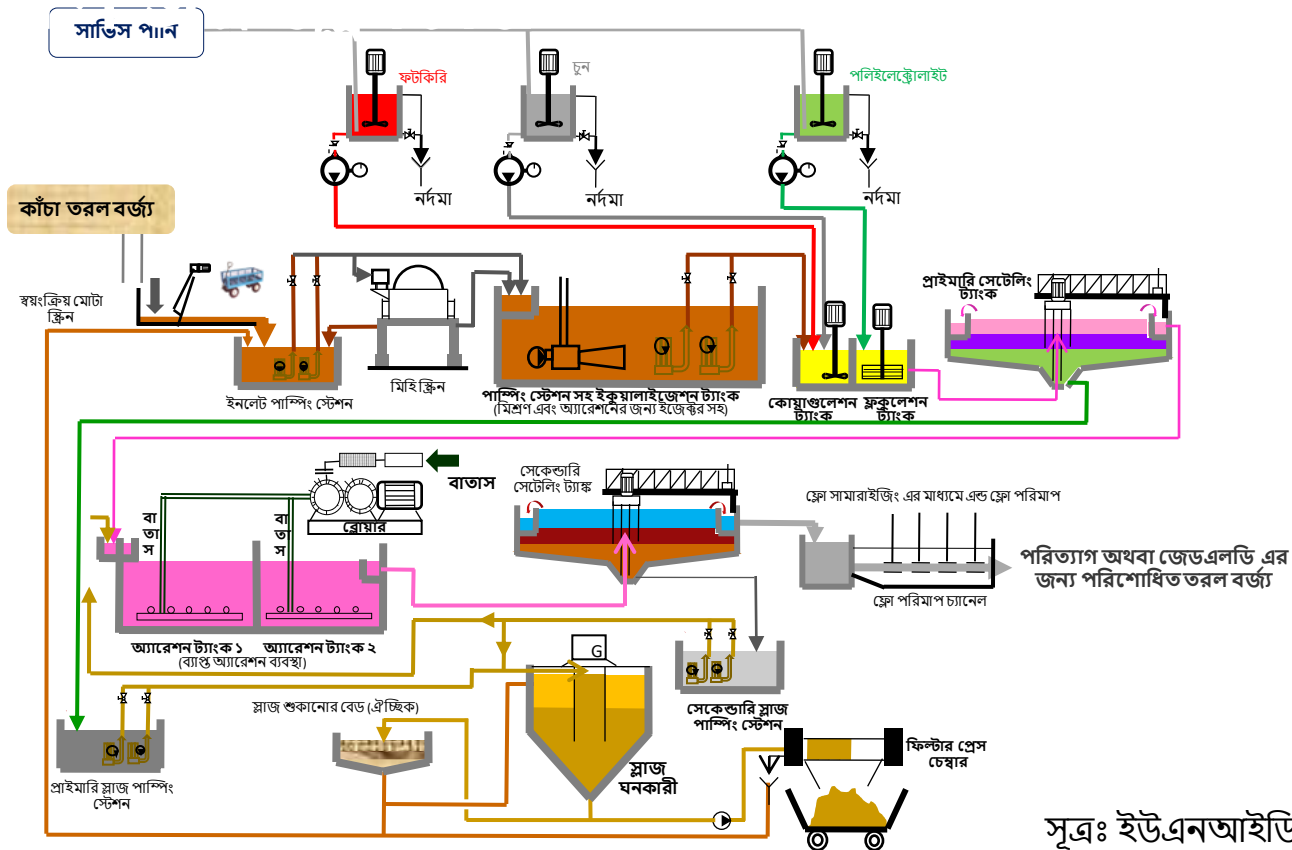 সার্ভিস পানি
ফটকিরি
চুন
পলিইলেক্ট্রোলাইট
নর্দমা
নর্দমা
নর্দমা
কাঁচা তরল বর্জ্য
স্বয়ংক্রিয় মোটা
স্ক্রিন
ইনলেট পাম্পিং স্টেশন
মিহি স্ক্রিন
পাম্পিং স্টেশন সহ ইকুয়ালাইজেশন ট্যাংক
(মিশ্রণ এবং অ্যারেশনের জন্য ইজেক্টর সহ)
কোয়াগুলেশন
ট্যাংক
ফ্লকুলেশন
ট্যাংক
প্রাইমারি সেটেলিং
ট্যাংক
বাতাস
ব্লোয়ার
বাতাস
বাতাস
অ্যারেশন ট্যাংক ১
অ্যারেশন ট্যাংক ২
(ব্যাপ্ত অ্যারেশন ব্যবস্থা)
সেকেন্ডারি
সেটেলিং ট্যাঙ্ক
ফ্লো সামারাইজিং এর মাধ্যমে এন্ড ফ্লো পরিমাপ
ফ্লো পরিমাপ চ্যানেল
পরিত্যাগ অথবা জেডএলডি এর
জন্য পরিশোধিত তরল বর্জ্য
সেকেন্ডারি স্লাজ
পাম্পিং স্টেশন
G
স্লাজ
ঘনকারী
স্লাজ শুকানোর বেড (ঐচ্ছিক)
প্রাইমারি স্লাজ পাম্পিং
স্টেশন
ফিল্টার প্রেস
চেম্বার
সূত্রঃ ইউএনআইডি